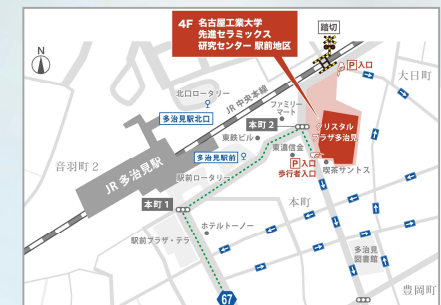 4F 名古屋工業大学
先進セラミックス
研究センター 駅前地区
踏切
P入口
大日町
N
北口ロータリー
JR 中央本線
ファミリー
マート
多治見駅北口
本町 2
クリスタル
プラザ多治見
東鉄ビル
東濃信金
音羽町 2
JR 多治見駅
多治見駅前
P入口
歩行者入口
喫茶サントス
駅前ロータリー
本町 1
本町
ホテルトーノー
駅前プラザ・テラ
多治見
図書館
豊岡町
67